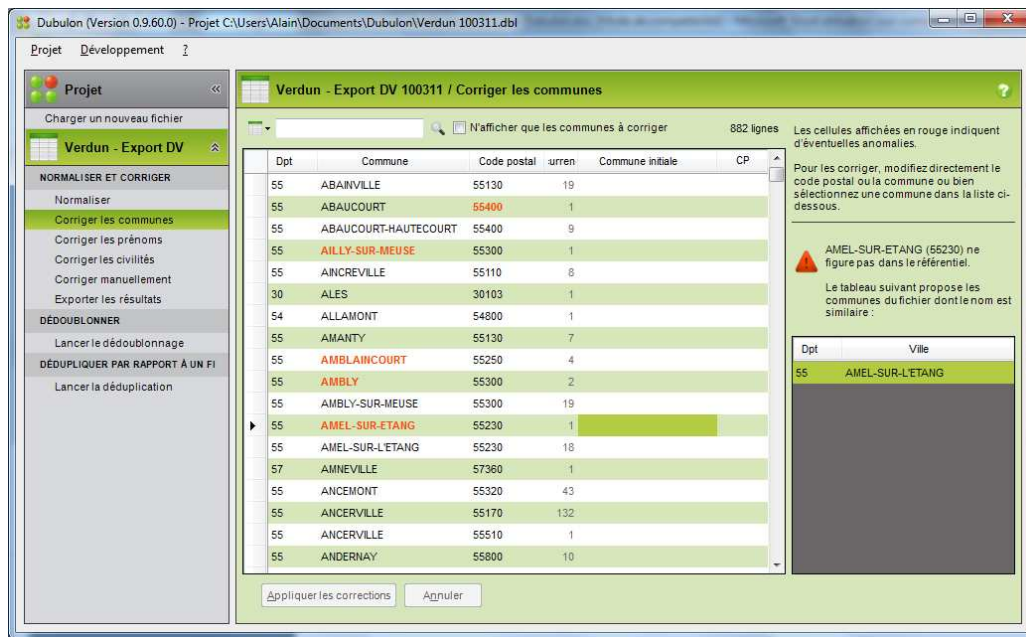 Dubulon (Version 0.9.60.0) - Projet C:\Users\Alain\Documents\Dubulon\Verdun 100311.dbl
Projet Développement ?
Projet «
Charger un nouveau fichier
Verdun - Export DV
NORMALISER ET CORRIGER
Normaliser
Corriger les communes
Corriger les prénoms
Corriger les civilités
Corriger manuellement
Exporter les résultats
DÉDOUBLONNER
Lancer le dédoublonnage
DÉDUPLIQUER PAR RAPPORT À UN FI
Lancer la déduplication
Verdun - Export DV 100311 / Corriger les communes ?
N'afficher que les communes à corriger 882 lignes
Dpt Commune Code postal :urren Commune initiale CP
55 ABAINVILLE 55130 19
55 ABAUCOURT 55400 1
55 ABAUCOURT-HAUTECOURT 55400 9
55 AILLY-SUR-MEUSE 55300 1
55 AINCREVILLE 55110 8
30 ALES 30103 1
54 ALLAMONT 54800 1
55 AMANTY 55130 7
55 AMBLAINCOURT 55250 4
55 AMBLY 55300 2
55 AMBLY-SUR-MEUSE 55300 19
55 AMEL-SUR-ETANG 55230 1
55 AMEL-SUR-L'ETANG 55230 18
57 AMNEVILLE 57360 1
55 ANCEMONT 55320 43
55 ANCERVILLE 55170 132
55 ANCERVILLE 55510 1
55 ANDERNAY 55800 10
Appliquer les corrections Annuler
Les cellules affichées en rouge indiquent
d'éventuelles anomalies.
Pour les corriger, modifiez directement le
code postal ou la commune ou bien
sélectionnez une commune dans la liste ci-
dessous.
AMEL-SUR-ETANG (55230) ne
figure pas dans le référentiel.
Le tableau suivant propose les
communes du fichier dont le nom est
similaire :
Dpt Ville
55 AMEL-SUR-L'ETANG